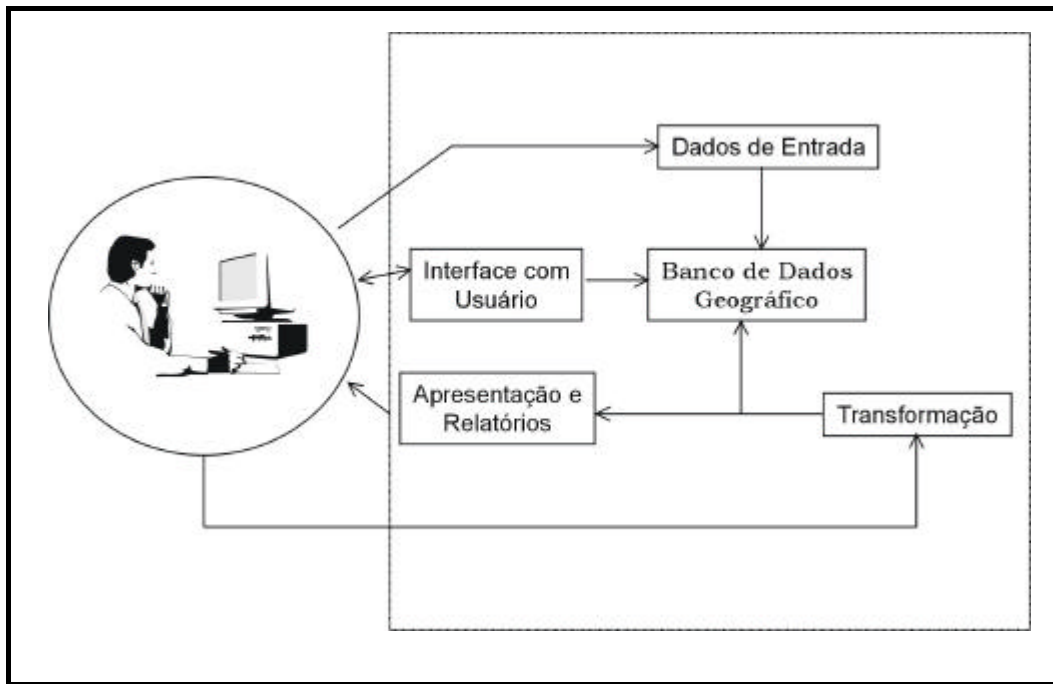 Dados de Entrada
Interface com
Usuário
Banco de Dados
Geográfico
Apresentação e
Relatórios
Transformação